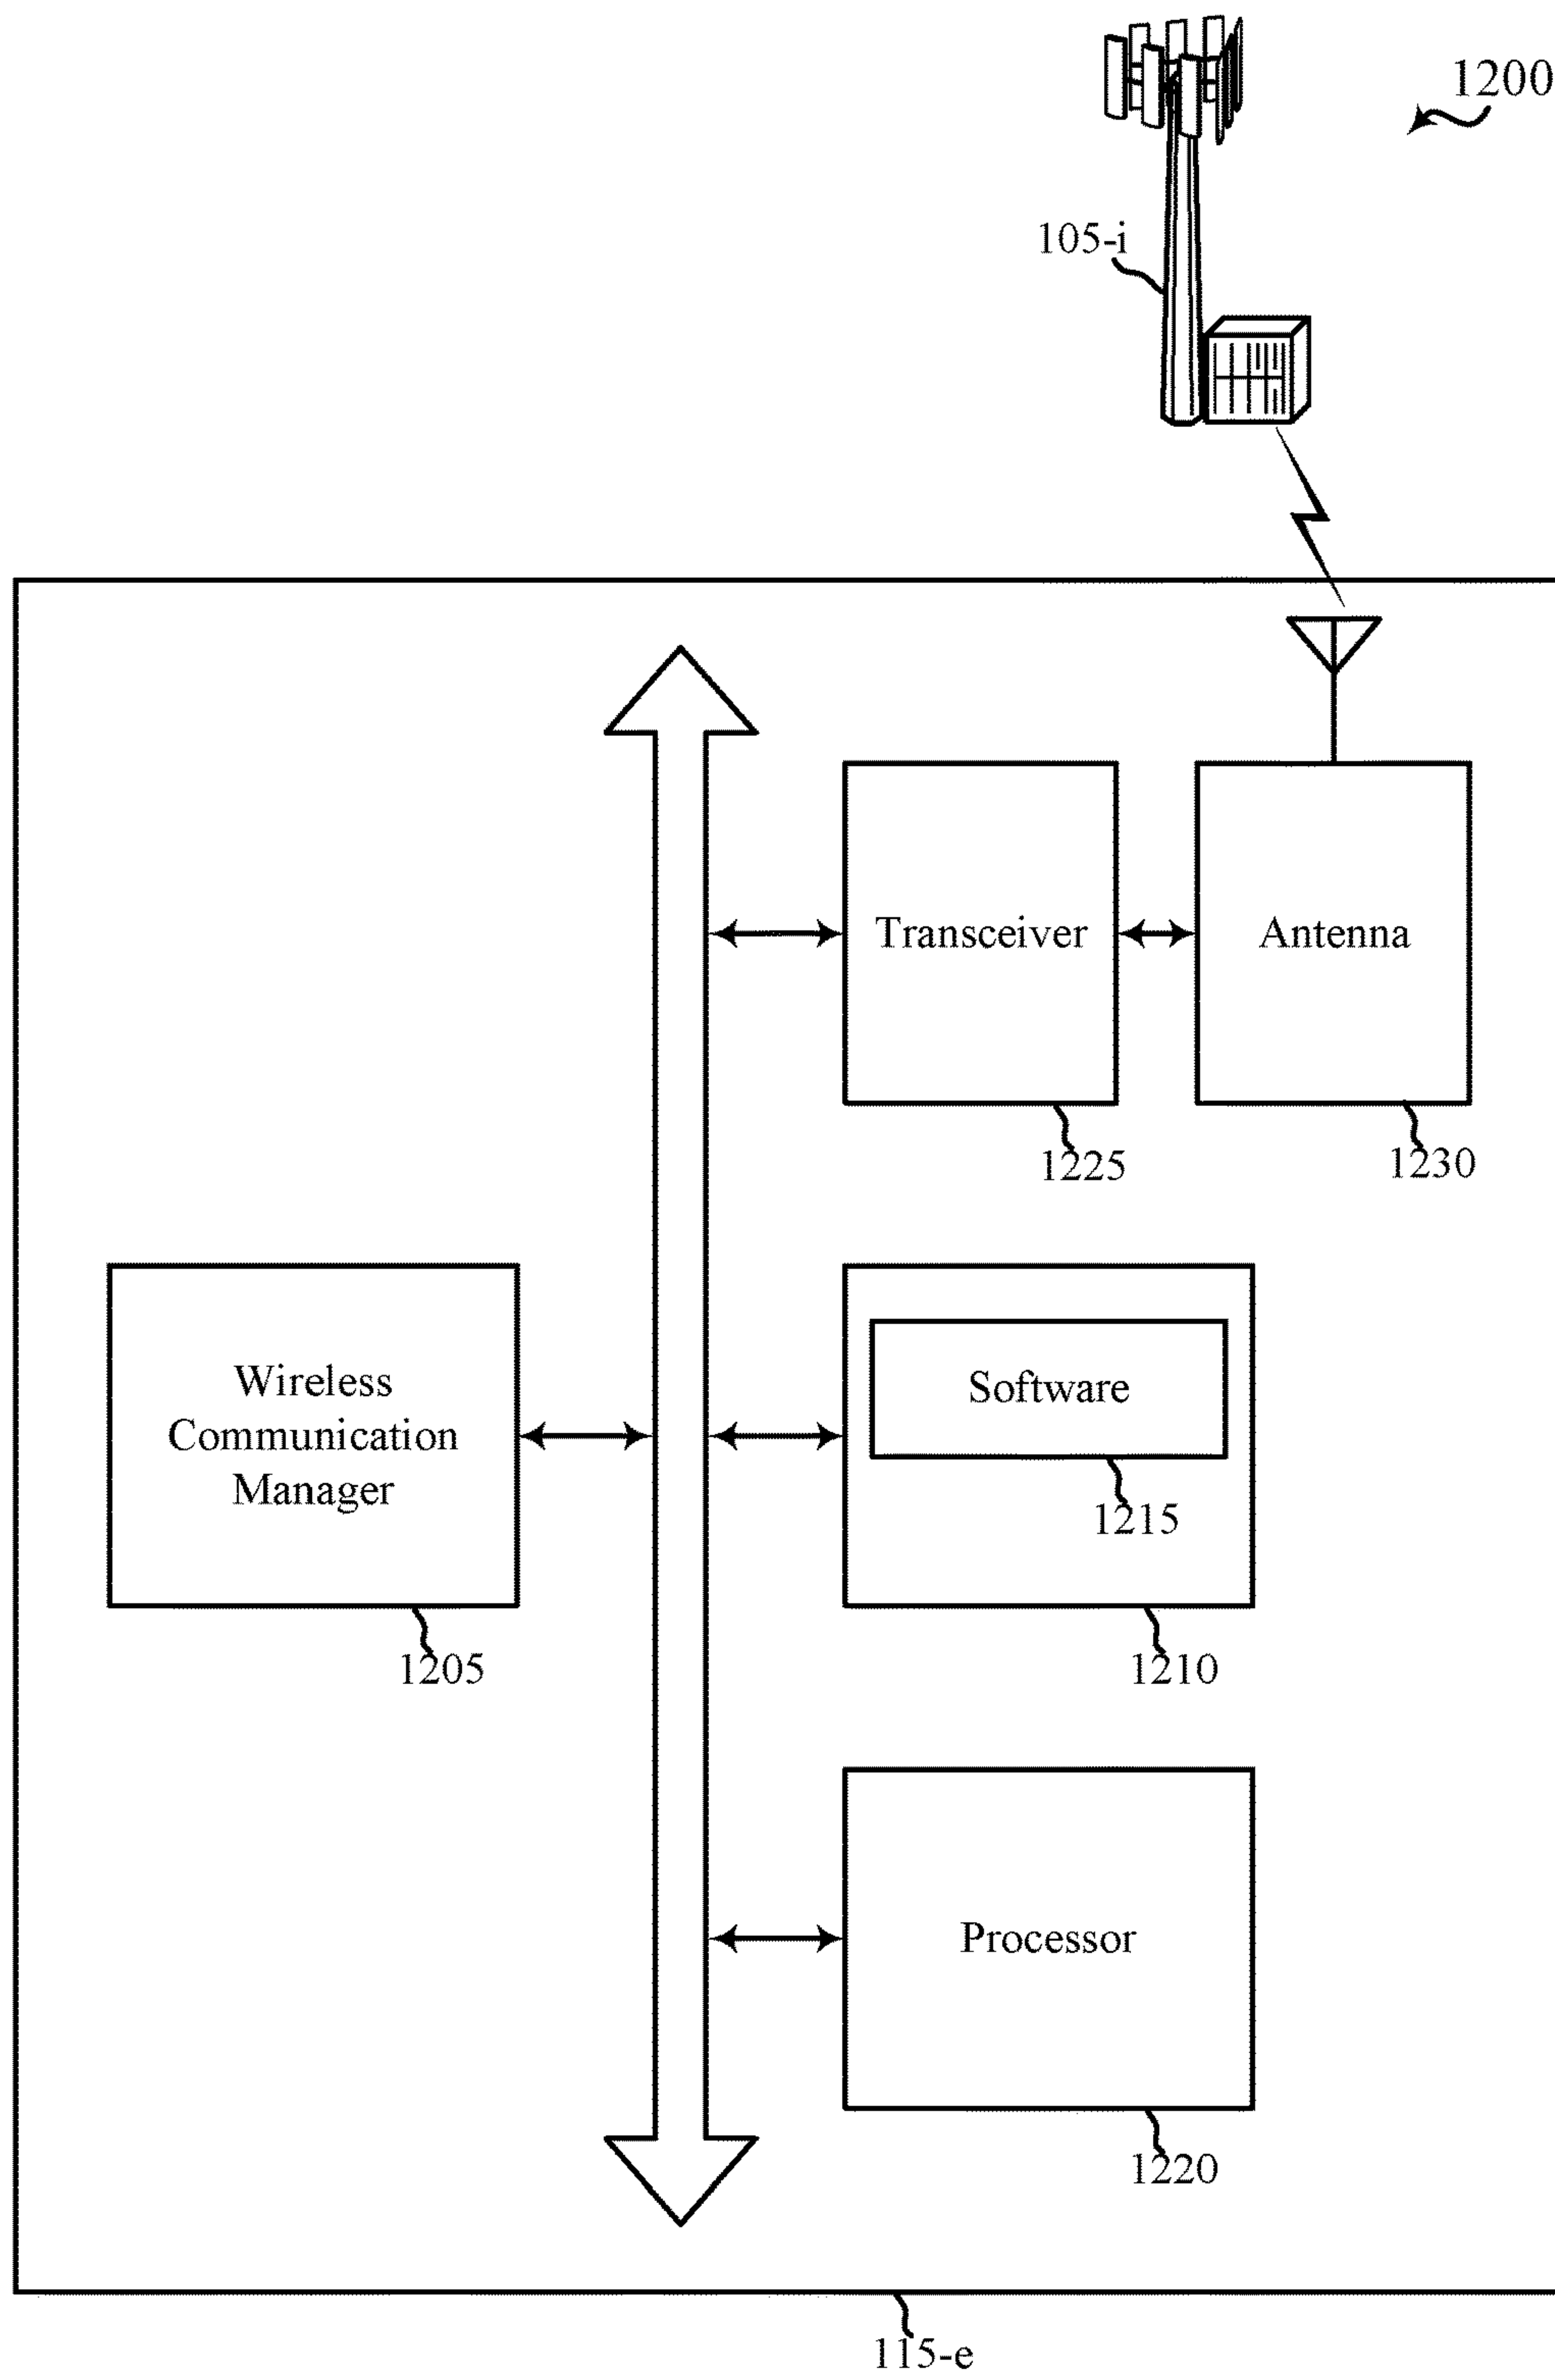 1200
105-i
Transceiver
Antenna
1225
1230
Wireless
Communication
Manager
Software
1215
1205
1210
Processor
1220
115-e